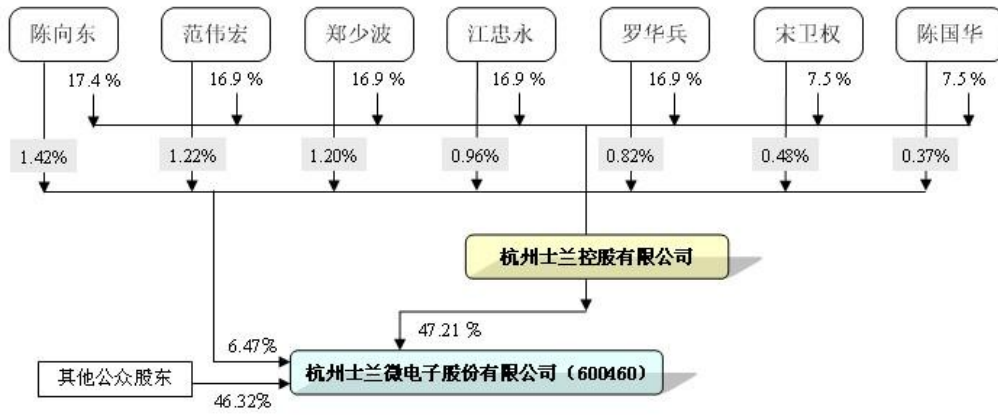 陈向东 范伟宏 郑少波 江忠永 罗华兵 宋卫权 陈国华
17.4 % 16.9 % 16.9 % 16.9 % 16.9 % 7.5 % 7.5 %
1.42% 1.22% 1.20% 0.96% 0.82% 0.48% 0.37%
杭州士兰控股有限公司
47.21 %
6.47%
杭州士兰微电子股份有限公司（600460）
其他公众股东
46.32%